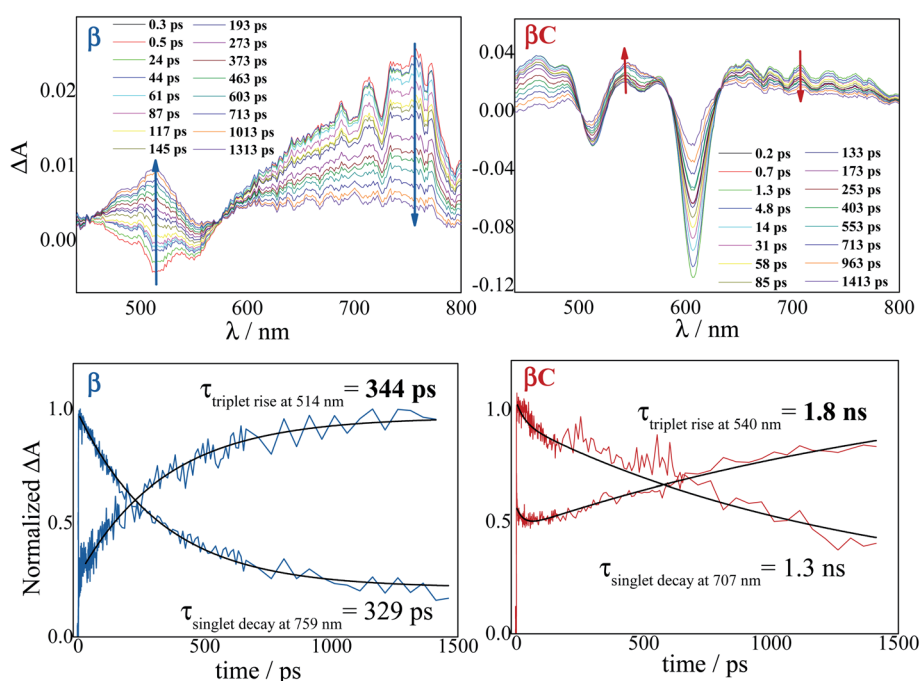 β
0.3 ps 193 ps
0.5 ps 273 ps
24 ps 373 ps
44 ps 463 ps
61 ps 603 ps
87 ps 713 ps
117 ps 1013 ps
145 ps 1313 ps
ΔA
0.02
0.01
0.00
500 600 700 800
λ / nm
βC
0.04
0.00
-0.04
-0.08
-0.12
0.2 ps 133 ps
0.7 ps 173 ps
1.3 ps 253 ps
4.8 ps 403 ps
14 ps 553 ps
31 ps 713 ps
58 ps 963 ps
85 ps 1413 ps
500 600 700 800
λ / nm
β
τ triplet rise at 514 nm = 344 ps
Normalized ΔA
1.0
0.5
0.0
τ singlet decay at 759 nm = 329 ps
0 500 1000 1500
time / ps
βC
τ triplet rise at 540 nm = 1.8 ns
1.0
0.5
0.0
τ singlet decay at 707 nm = 1.3 ns
0 500 1000 1500
time / ps